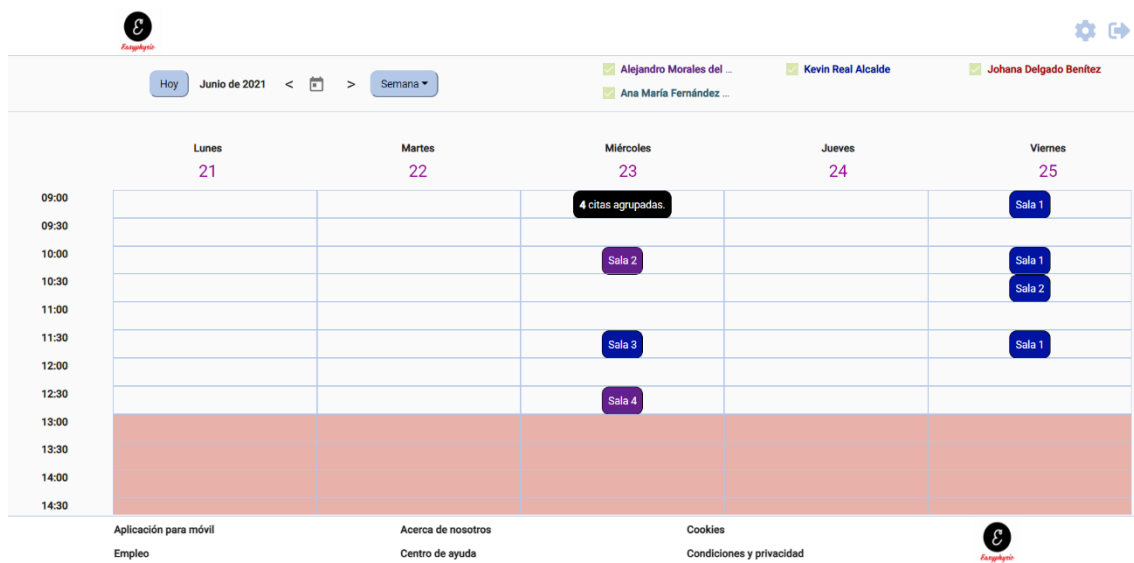 Ɛ
Easyphysio
Hoy Junio de 2021 < > Semana
Alejandro Morales del ... Kevin Real Alcalde Johana Delgado Benítez
Ana María Fernández ...
Lunes Martes Miércoles Jueves Viernes
21 22 23 24 25
09:00 4 citas agrupadas. Sala 1
09:30
10:00 Sala 2 Sala 1
10:30 Sala 2
11:00
11:30 Sala 3 Sala 1
12:00
12:30 Sala 4
13:00
13:30
14:00
14:30
Aplicación para móvil Acerca de nosotros Cookies
Empleo Centro de ayuda Condiciones y privacidad
Ɛ
Easyphysio